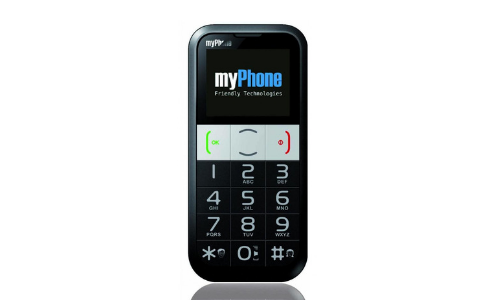 myPhone
myPhone
Friendly Technologies
OK
1 2 3
ABC DEF
4 5 6
GHI JKL MNO
7 8 9
PQRS TUV WXYZ
* 0 #